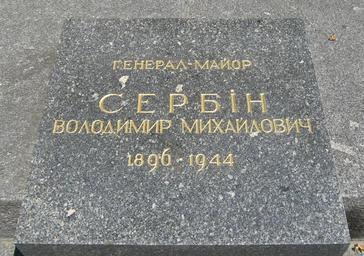 ГЕНЕРАЛ-МАЙОР
СЕРБІН
ВОЛОДИМИР МИХАЙЛОВИЧ
1896-1944